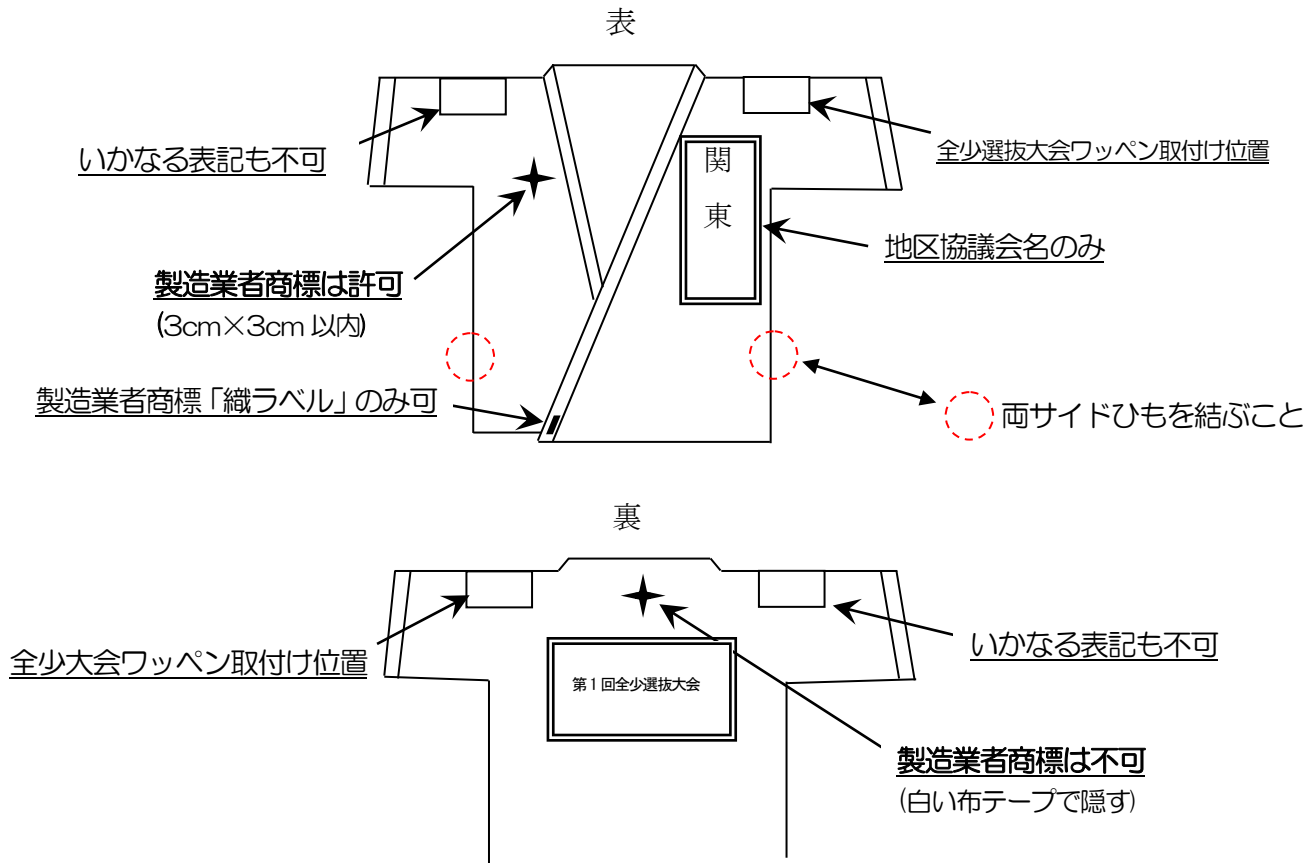 表
いかなる表記も不可
全少選抜大会ワッペン取付け位置
関
東
地区協議会名のみ
製造業者商標は許可
(3cm×3cm 以内)
製造業者商標「織ラベル」のみ可
両サイドひもを結ぶこと
裏
全少大会ワッペン取付け位置
いかなる表記も不可
第1回全少選抜大会
製造業者商標は不可
(白い布テープで隠す)